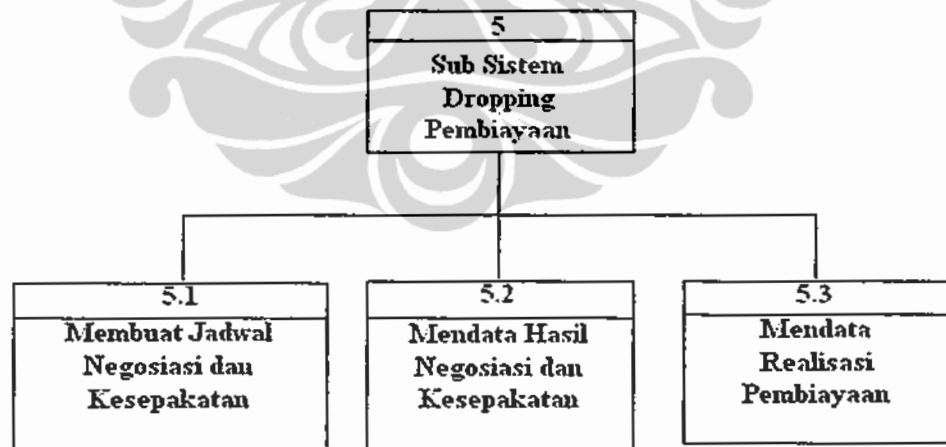 5
Sub Sistem
Dropping
Pembiayaan
5.1
Membuat Jadwal
Negosiasi dan
Kesepakatan
5.2
Mendata Hasil
Negosiasi dan
Kesepakatan
5.3
Mendata
Realisasi
Pembiayaan